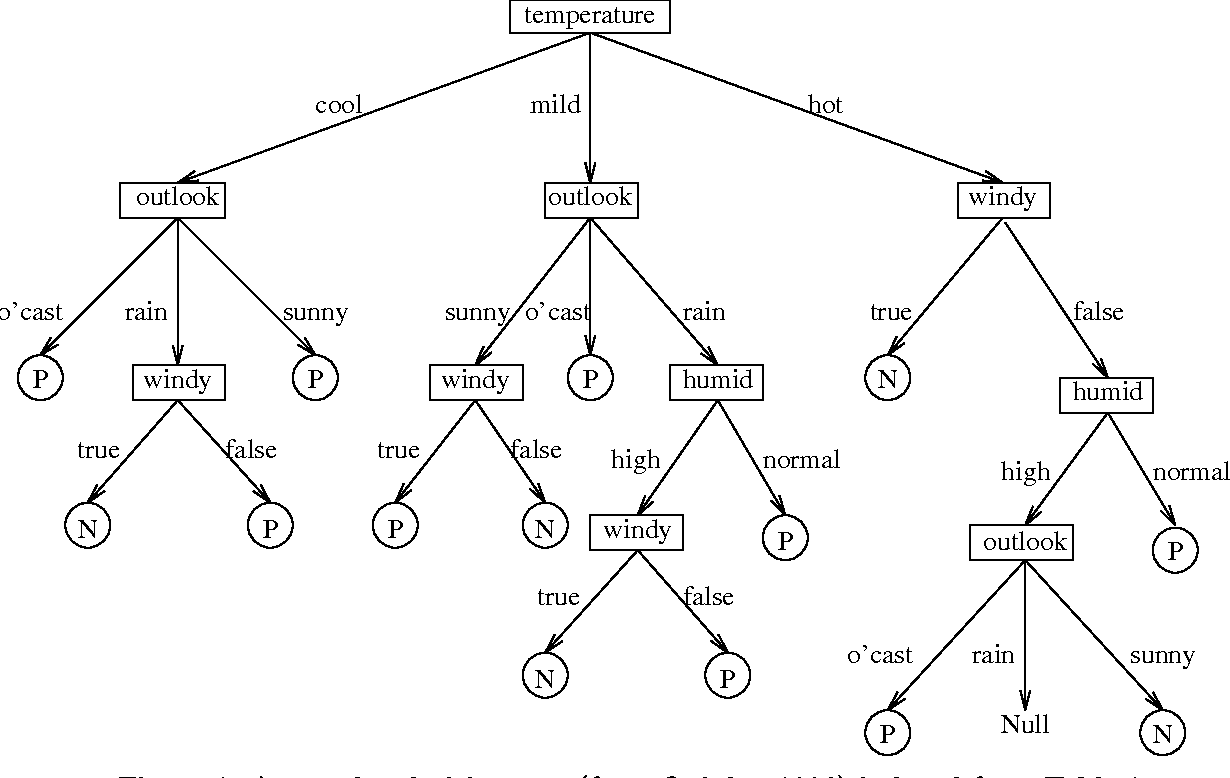 temperature
cool mild hot
outlook outlook windy
o'cast rain sunny sunny o'cast rain true false
P windy P windy P humid N humid
true false true false high normal high normal
N P P N windy P outlook P
true false o'cast rain sunny
N P P Null N